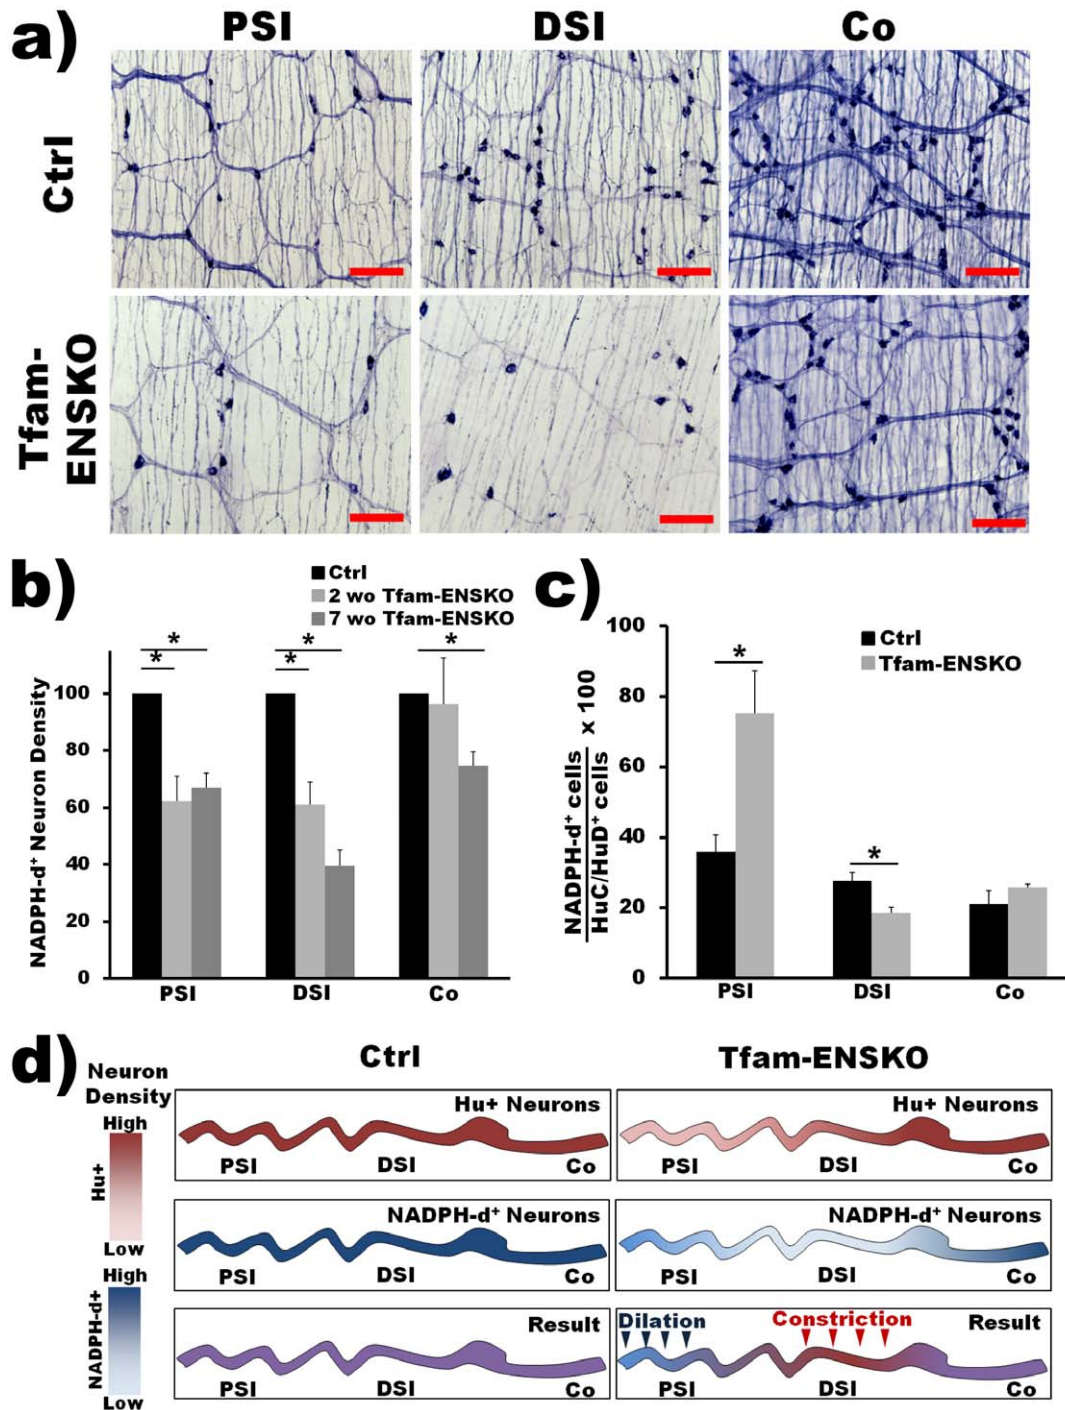 a)
PSI
DSI
Co
Ctrl
Tfam-
ENSKO
b)
Ctrl
2 wo Tfam-ENSKO
7 wo Tfam-ENSKO
NADPH-d+ Neuron Density
100
80
60
40
20
0
*
*
*
*
*
PSI
DSI
Co
c)
Ctrl
Tfam-ENSKO
NADPH-d+ cells
HuC/HuD+ cells
x 100
100
80
60
40
20
0
*
*
PSI
DSI
Co
d)
Neuron
Density
High
Hu+
Low
High
NADPH-d+
Low
Ctrl
Hu+ Neurons
PSI
DSI
Co
NADPH-d+ Neurons
PSI
DSI
Co
Result
PSI
DSI
Co
Tfam-ENSKO
Hu+ Neurons
PSI
DSI
Co
NADPH-d+ Neurons
PSI
DSI
Co
Dilation
Constriction
Result
PSI
DSI
Co